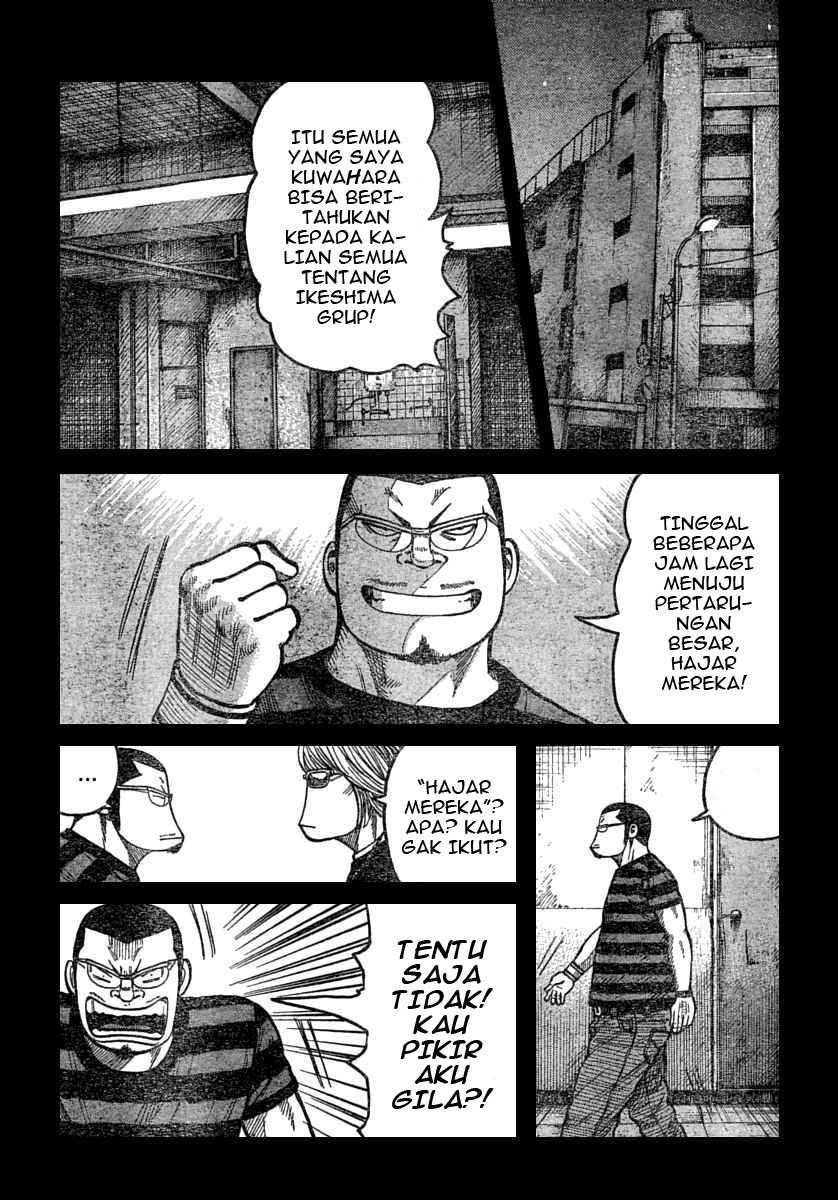 ITU SEMUA
YANG SAYA
KUWAHARA
BISA BERI-
TAHUKAN
KEPADA KA-
LIAN SEMUA
TENTANG
IKESHIMA
GRUP!
TINGGAL
BEBERAPA
JAM LAGI
MENUJU
PERTARU-
NGAN
BESAR,
HAJAR
MEREKA!
...
"HAJAR
MEREKA"?
APA? KAU
GAK IKUT?
TENTU
SAJA
TIDAK!
KAU
PIKIR
AKU
GILA?!